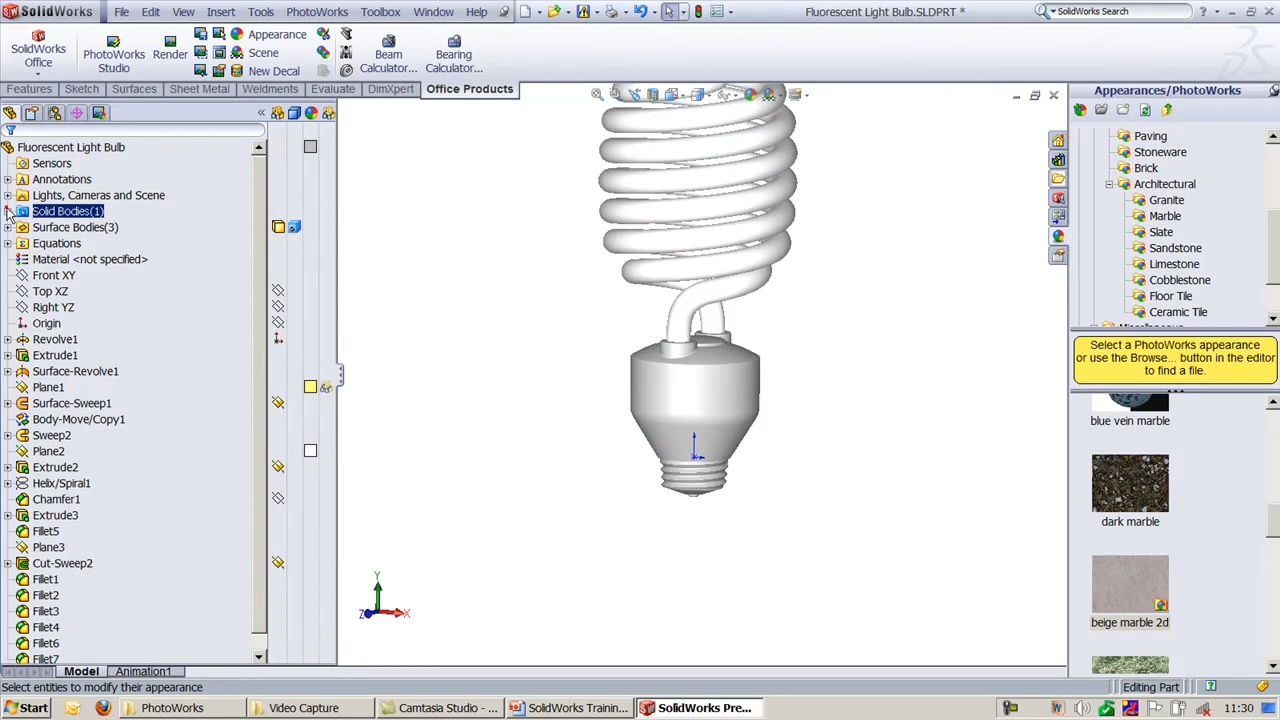 SolidWorks File Edit View Insert Tools PhotoWorks Toolbox Window Help Fluorescent Light Bulb.SLDPRT * SolidWorks Search
SolidWorks Office
PhotoWorks Studio
Render
Appearance
Scene
New Decal
Beam Calculator...
Bearing Calculator...
Features Sketch Surfaces Sheet Metal Weldments Evaluate DimXpert Office Products
Fluorescent Light Bulb
Sensors
Annotations
Lights, Cameras and Scene
Solid Bodies(1)
Surface Bodies(3)
Equations
Material <not specified>
Front XY
Top XZ
Right YZ
Origin
Revolve1
Extrude1
Surface-Revolve1
Plane1
Surface-Sweep1
Body-Move/Copy1
Sweep2
Plane2
Extrude2
Helix/Spiral1
Chamfer1
Extrude3
Fillet5
Plane3
Cut-Sweep2
Fillet1
Fillet2
Fillet3
Fillet4
Fillet6
Fillet7
Y
Z
X
Appearances/PhotoWorks
Paving
Stoneware
Brick
Architectural
Granite
Marble
Slate
Sandstone
Limestone
Cobblestone
Floor Tile
Ceramic Tile
Select a PhotoWorks appearance
or use the Browse... button in the editor
to find a file.
blue vein marble
dark marble
beige marble 2d
Model Animation1
Select entities to modify their appearance Editing Part
Start PhotoWorks Video Capture Camtasia Studio - ... SolidWorks Trainin... SolidWorks Pre... 11:30